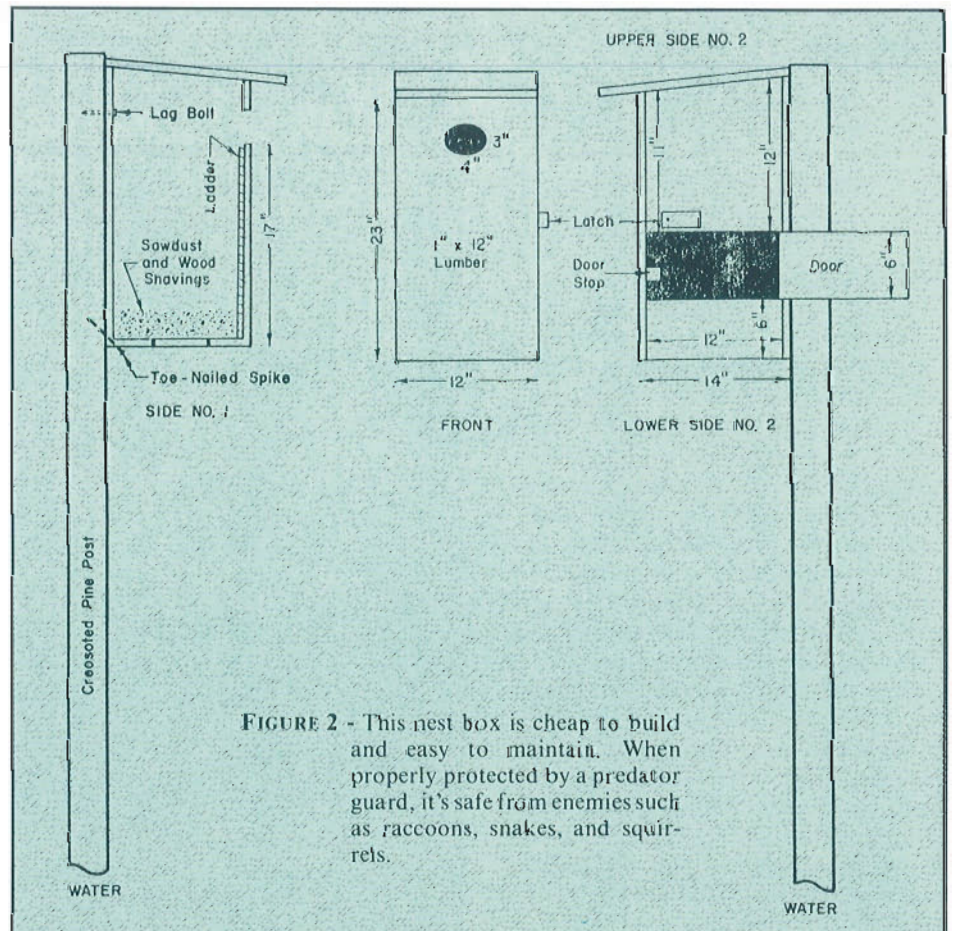 UPPER SIDE NO. 2
Lag Bolt
Ladder
17"
Sawdust
and Wood
Shavings
Toe-Nailed Spike
SIDE NO. 1
Creosoted Pine Post
WATER
3"
4"
23"
1" x 12"
Lumber
12"
FRONT
Latch
Door
Stop
11"
12"
Door
6"
6"
12"
14"
LOWER SIDE NO. 2
WATER
FIGURE 2 - This nest box is cheap to build
and easy to maintain. When
properly protected by a predator
guard, it's safe from enemies such
as raccoons, snakes, and squir-
rels.